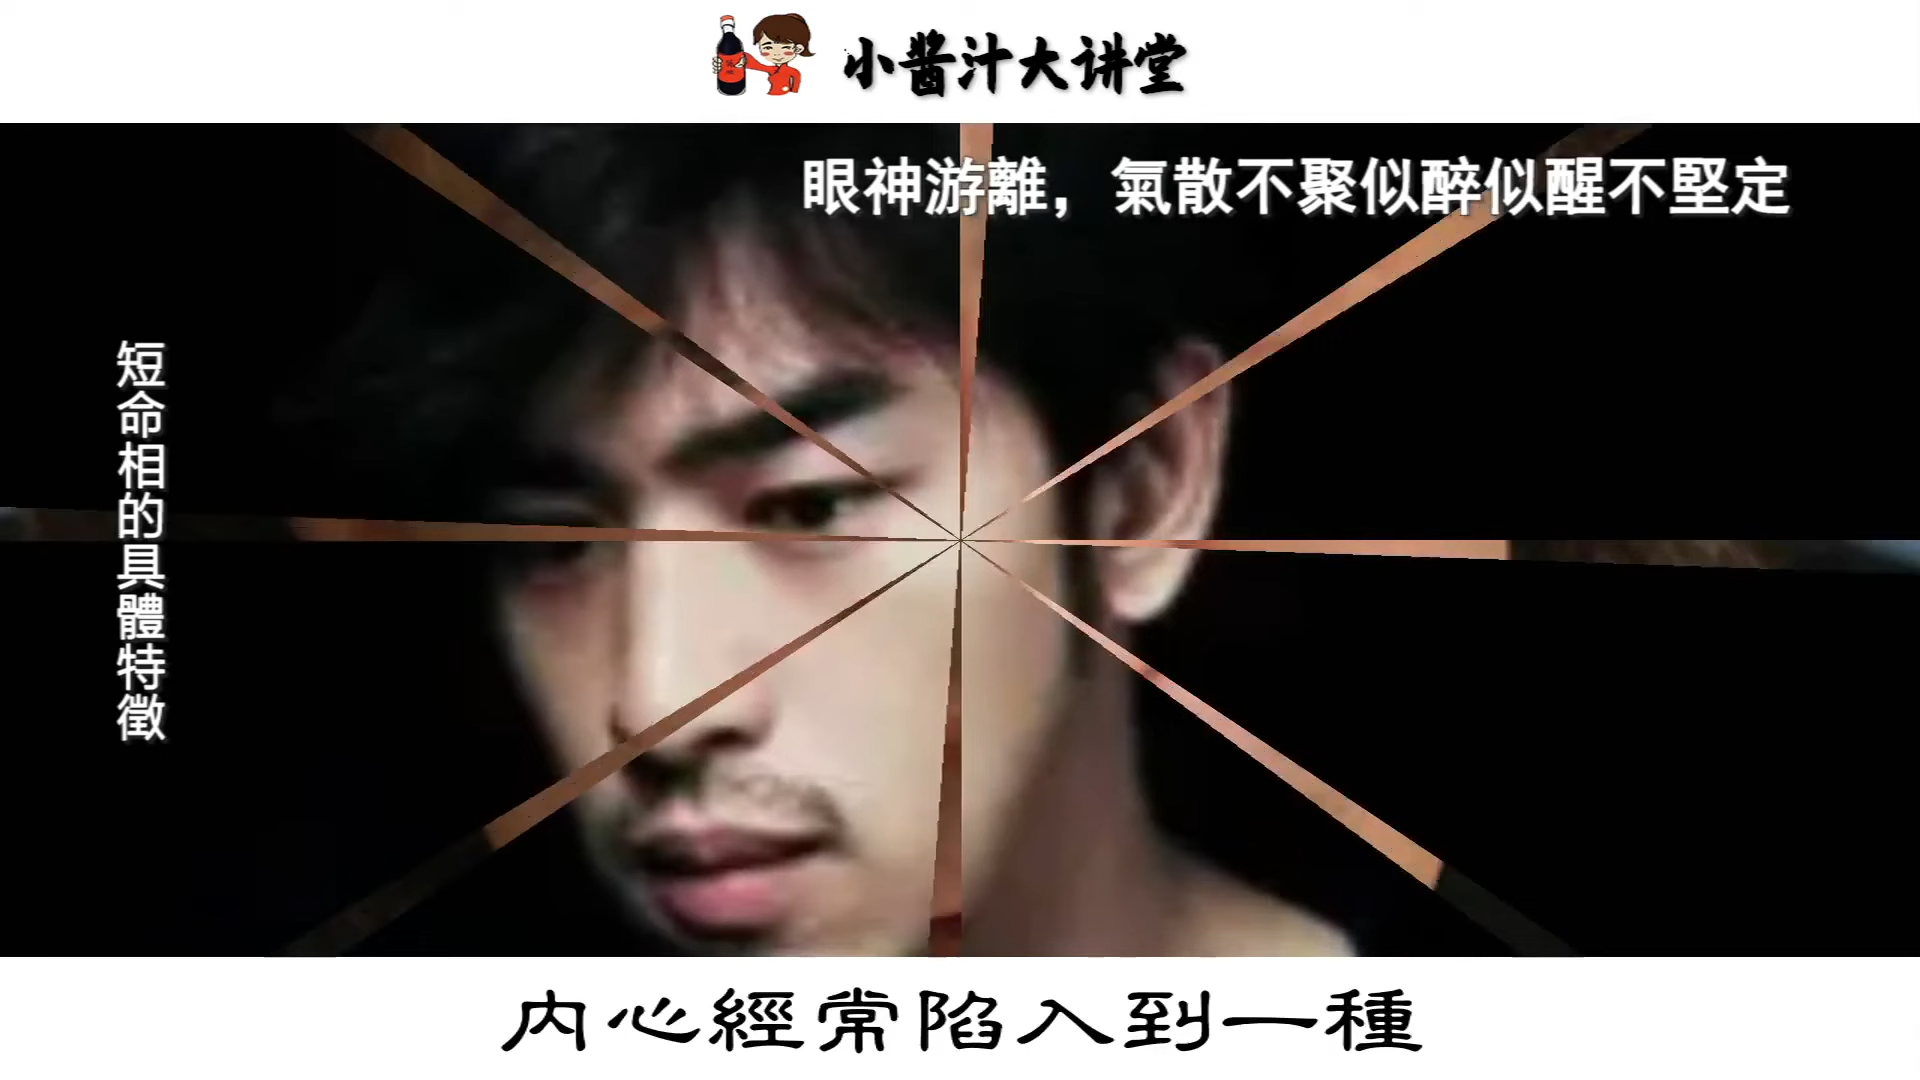 小酱汁大讲堂
眼神游離，氣散不聚似醉似醒不堅定
短命相的具體特徵
内心經常陷入到一種